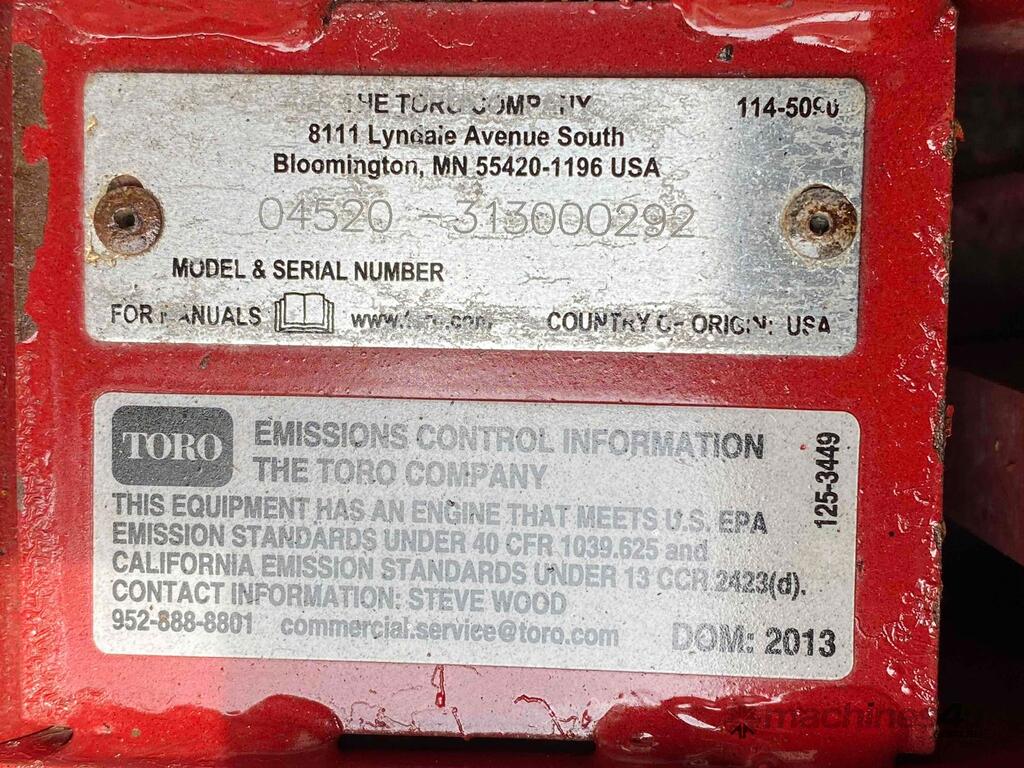 THE TORO COMPANY 114-5090
8111 Lyndale Avenue South
Bloomington, MN 55420-1196 USA
04520 - 313000292
MODEL & SERIAL NUMBER
FOR MANUALS www.toro.com COUNTRY OF ORIGIN: USA
TORO
EMISSIONS CONTROL INFORMATION
THE TORO COMPANY
THIS EQUIPMENT HAS AN ENGINE THAT MEETS U.S. EPA
EMISSION STANDARDS UNDER 40 CFR 1039.625 and
CALIFORNIA EMISSION STANDARDS UNDER 13 CCR 2423(d).
CONTACT INFORMATION: STEVE WOOD
952-888-8801 commercial.service@toro.com DOM: 2013
125-3449